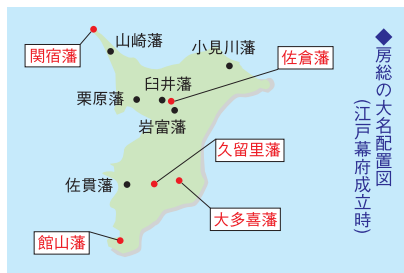 ◆房総の大名配置図
(江戸幕府成立時)
関宿藩
山崎藩
小見川藩
佐倉藩
臼井藩
栗原藩
岩富藩
久留里藩
佐貫藩
大多喜藩
館山藩